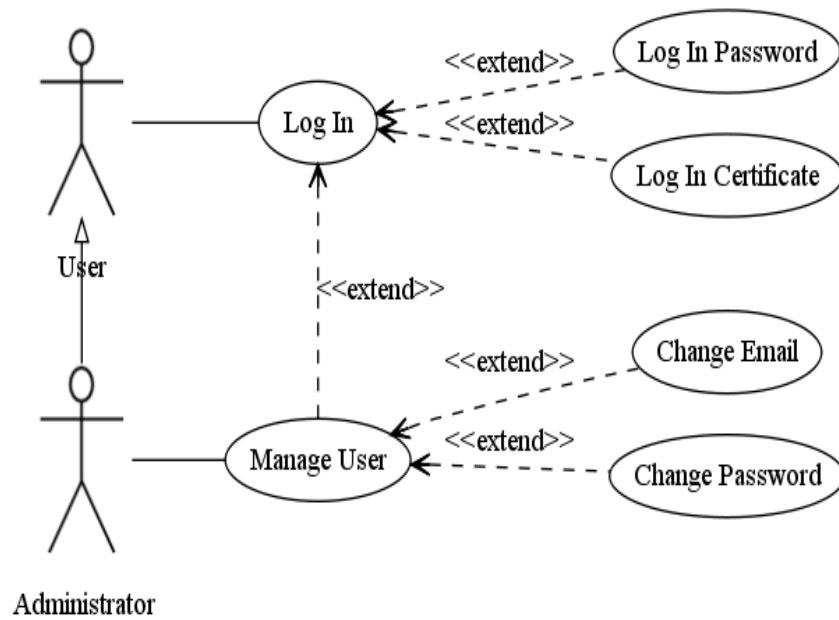 <<extend>>
Log In Password
Log In
<<extend>>
Log In Certificate
User
<<extend>>
<<extend>>
Change Email
<<extend>>
Manage User
Change Password
Administrator